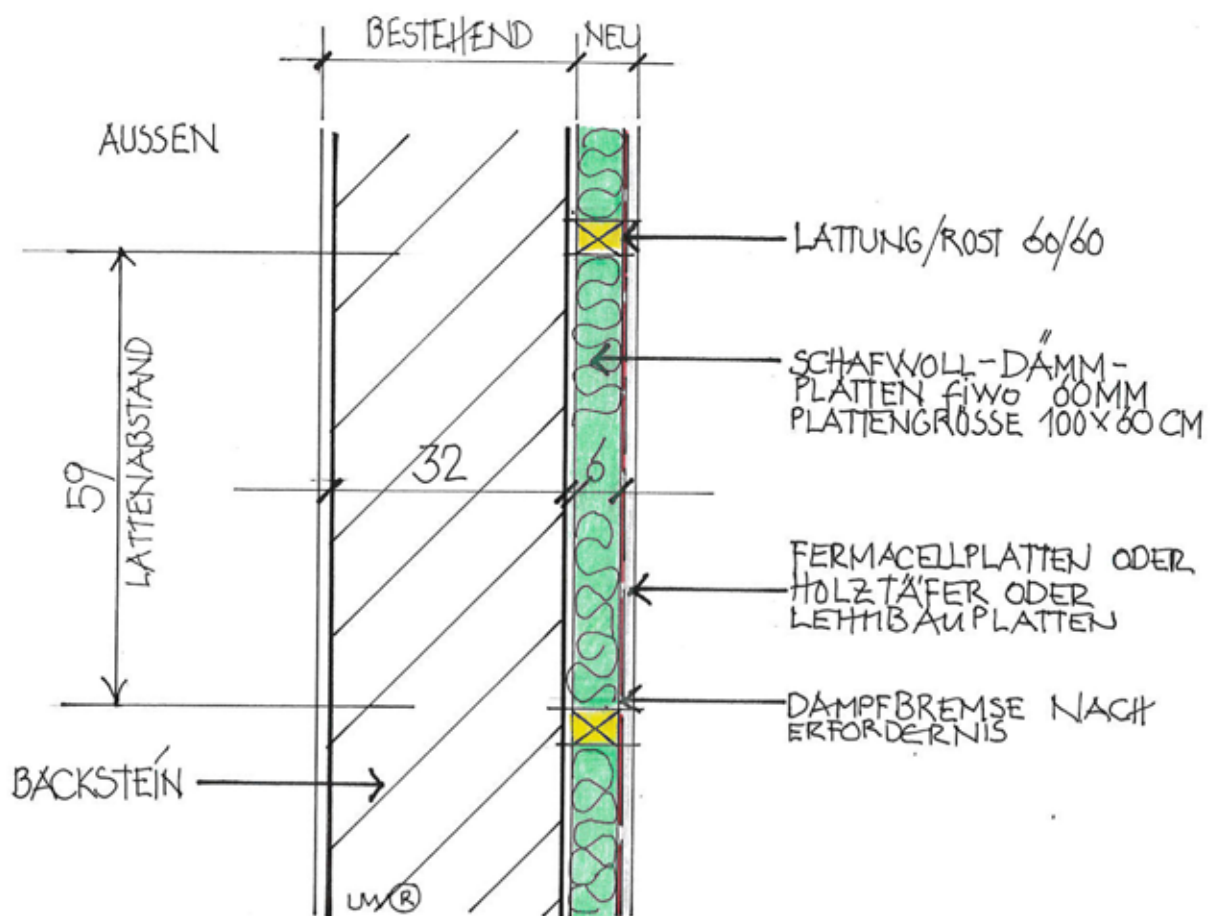 BESTEHEND
NEU
AUSSEN
LATTUNG/ROST 60/60
SCHAFWOLL-DÄMM-
PLATTEN fiwo 60MM
PLATTENGRÖSSE 100×60 CM
59
LATTENABSTAND
32
6
FERMACELLPLATTEN ODER
HOLZTÄFER ODER
LEHMBAUPLATTEN
DAMPFBREMSE NACH
ERFORDERNIS
BACKSTEIN
®